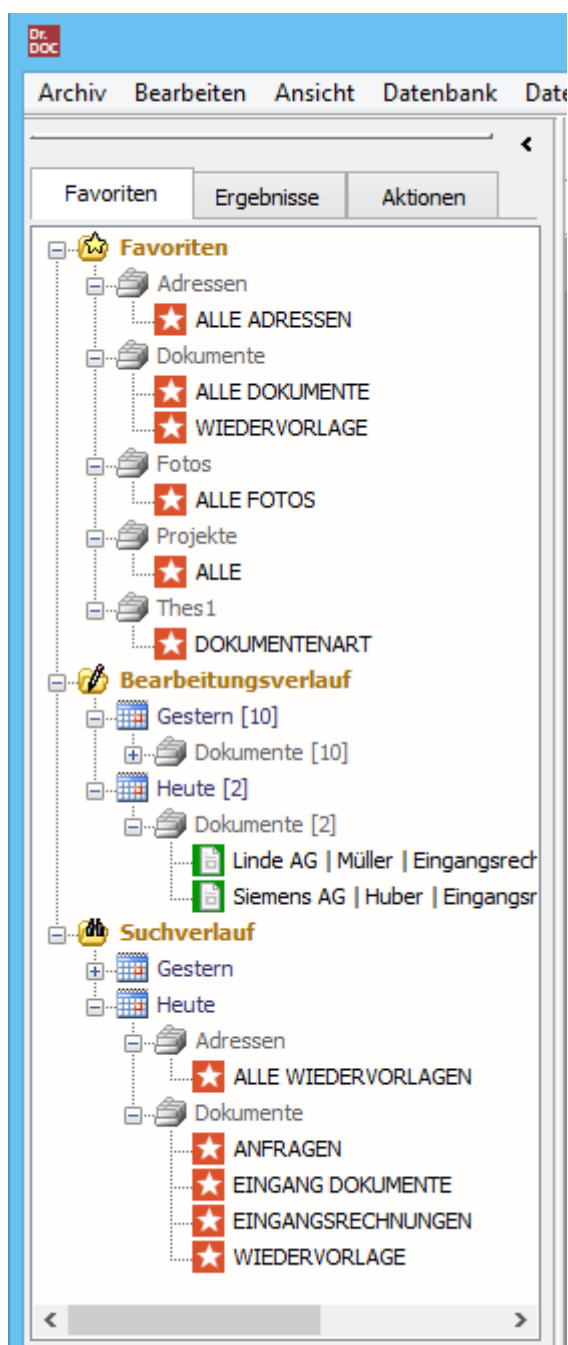 Dr.
DOC
Archiv Bearbeiten Ansicht Datenbank Date
Favoriten Ergebnisse Aktionen
Favoriten
Adressen
ALLE ADRESSEN
Dokumente
ALLE DOKUMENTE
WIEDERVORLAGE
Fotos
ALLE FOTOS
Projekte
ALLE
Thes1
DOKUMENTENART
Bearbeitungsverlauf
Gestern [10]
Dokumente [10]
Heute [2]
Dokumente [2]
Linde AG | Müller | Eingangsrech
Siemens AG | Huber | Eingangsr
Suchverlauf
Gestern
Heute
Adressen
ALLE WIEDERVORLAGEN
Dokumente
ANFRAGEN
EINGANG DOKUMENTE
EINGANGSRECHNUNGEN
WIEDERVORLAGE